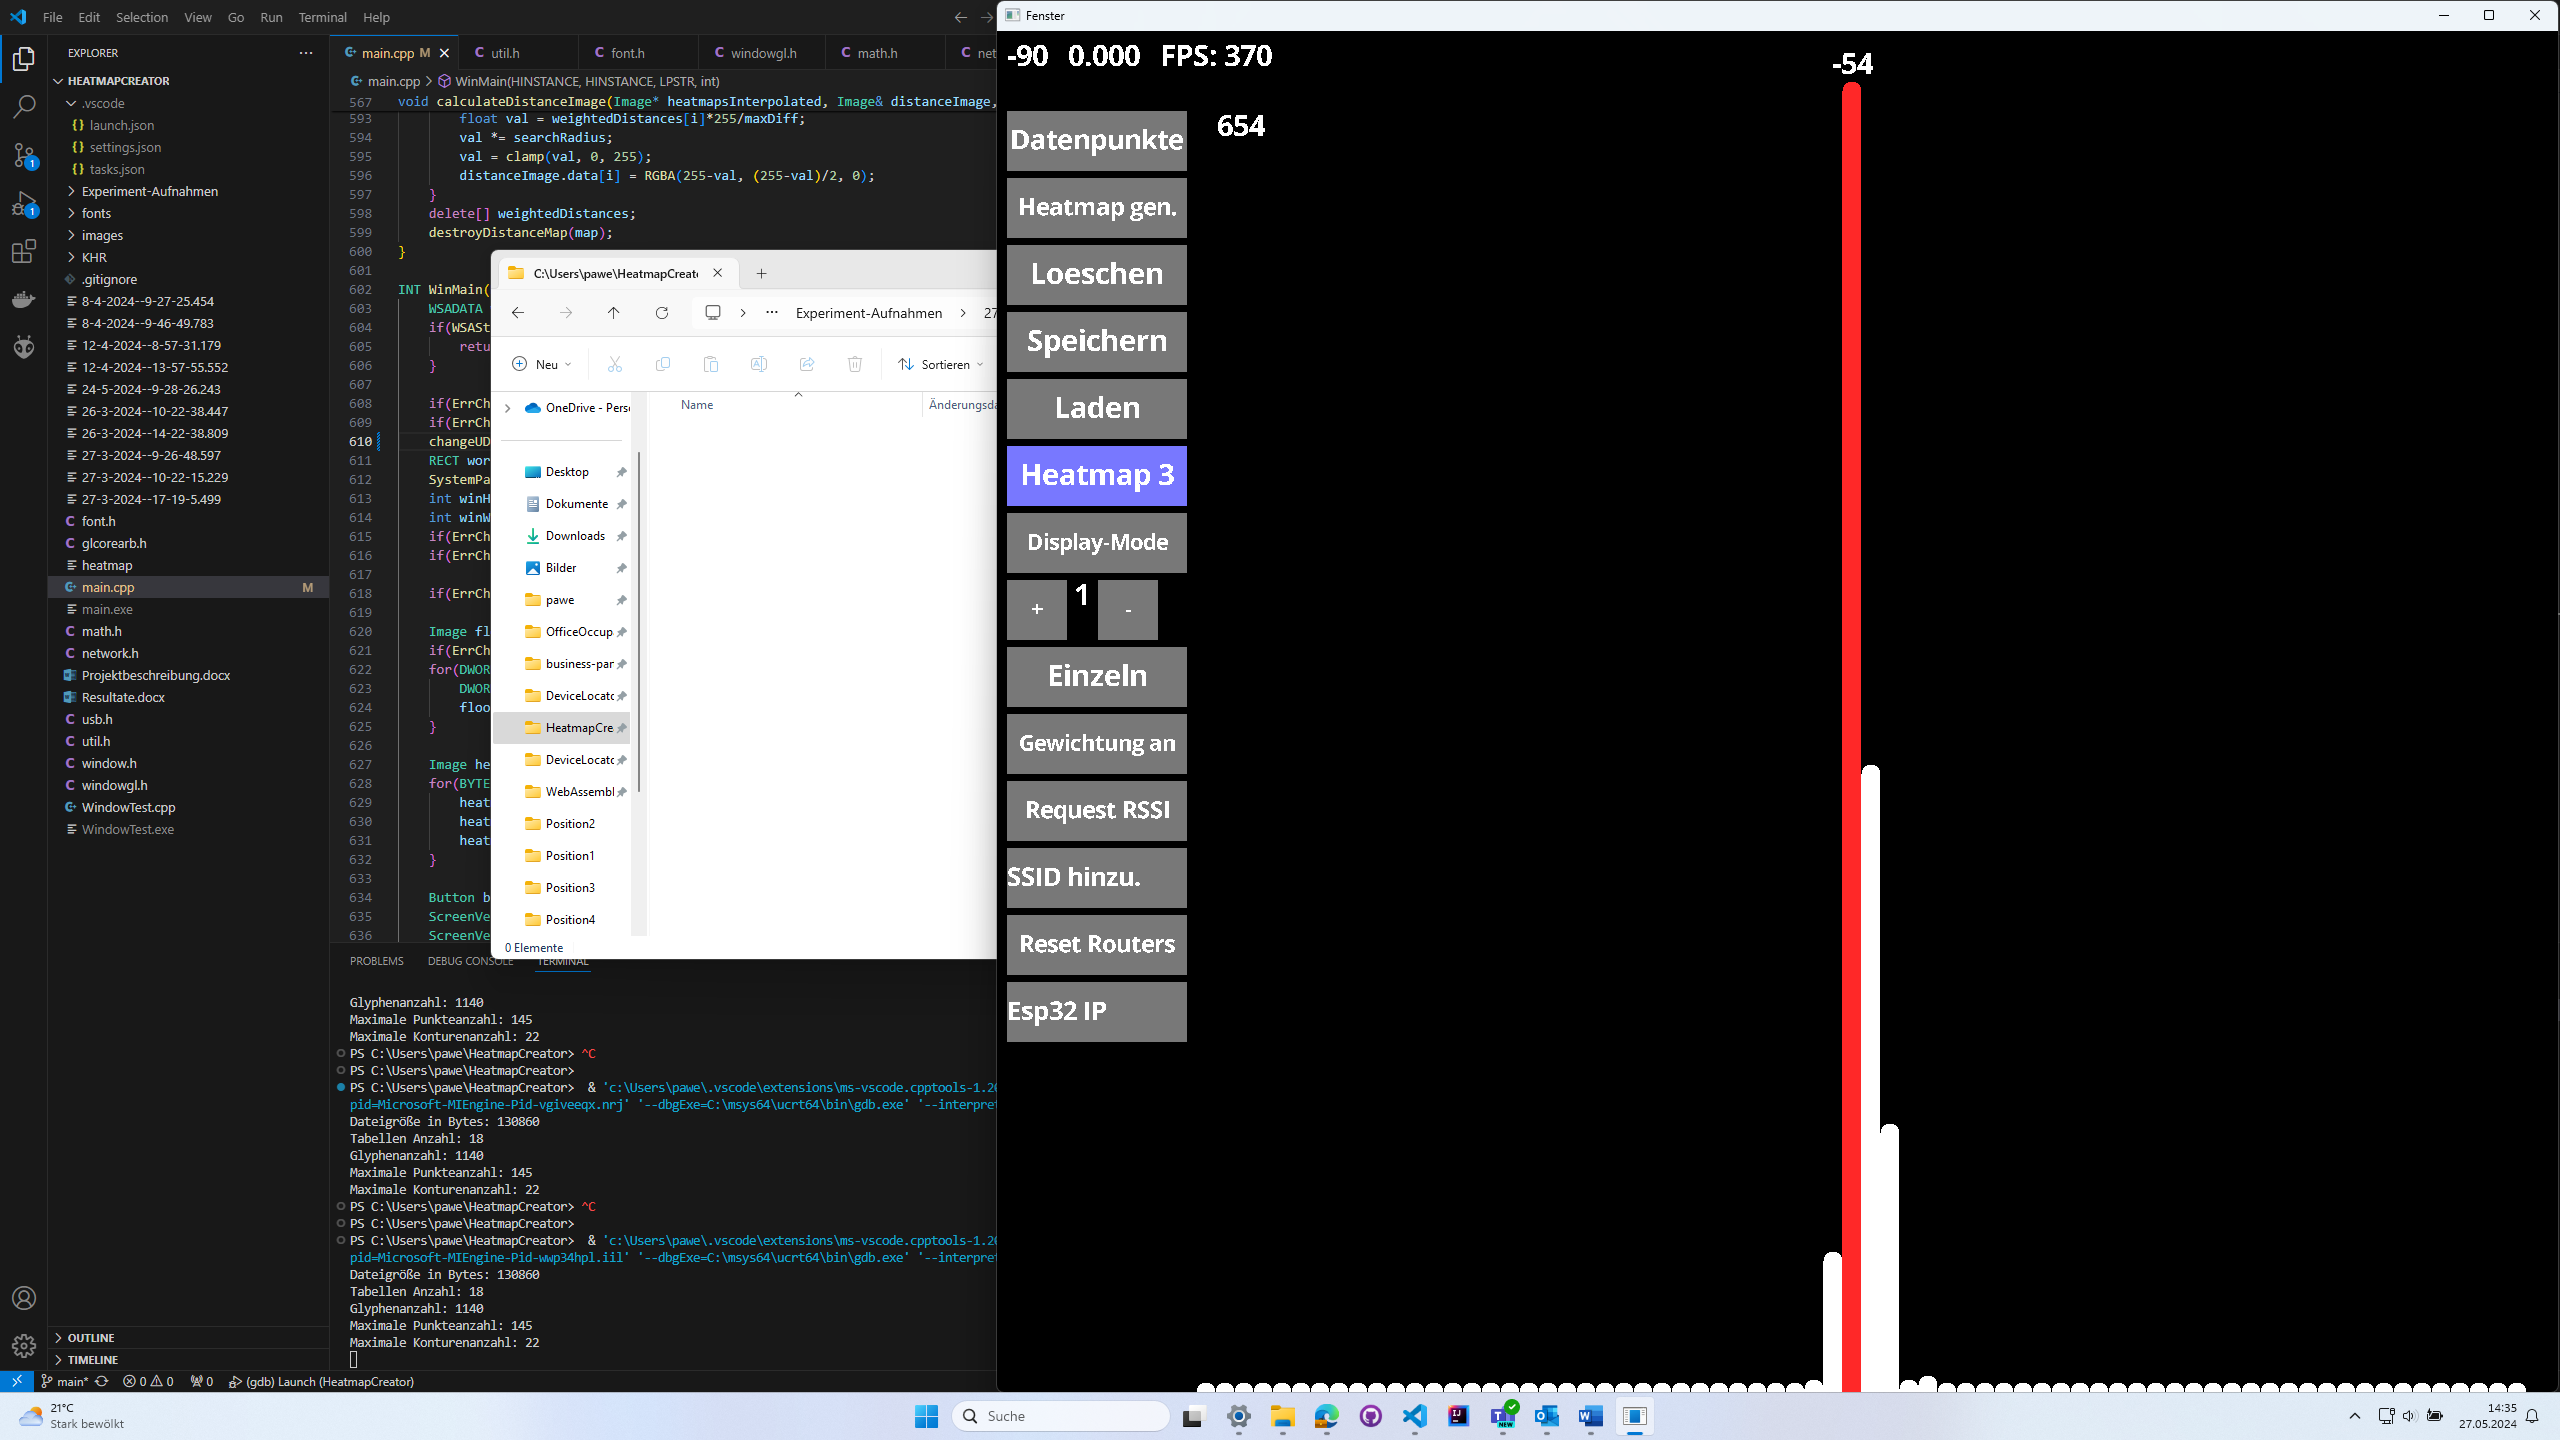 File Edit Selection View Go Run Terminal Help
EXPLORER
HEATMAPCREATOR
.vscode
launch.json
settings.json
tasks.json
Experiment-Aufnahmen
fonts
images
KHR
.gitignore
8-4-2024--9-27-25.454
8-4-2024--9-46-49.783
12-4-2024--8-57-31.179
12-4-2024--13-57-55.552
24-5-2024--9-28-26.243
26-3-2024--10-22-38.447
26-3-2024--14-22-38.809
27-3-2024--9-26-48.597
27-3-2024--10-22-15.229
27-3-2024--17-19-5.499
font.h
glcorearb.h
heatmap
main.cpp M
main.exe
math.h
network.h
Projektbeschreibung.docx
Resultate.docx
usb.h
util.h
window.h
windowgl.h
WindowTest.cpp
WindowTest.exe
OUTLINE
TIMELINE
main.cpp M util.h font.h windowgl.h math.h net
main.cpp > WinMain(HINSTANCE, HINSTANCE, LPSTR, int)
567 void calculateDistanceImage(Image* heatmapsInterpolated, Image& distanceImage,
593 float val = weightedDistances[i]*255/maxDiff;
594 val *= searchRadius;
595 val = clamp(val, 0, 255);
596 distanceImage.data[i] = RGBA(255-val, (255-val)/2, 0);
597 }
598 delete[] weightedDistances;
599 destroyDistanceMap(map);
600 }
601
602 INT WinMain(
603 WSADATA
604 if(WSASt
605 retu
606 }
607
608 if(ErrCh
609 if(ErrCh
610 changeUD
611 RECT wor
612 SystemPa
613 int winH
614 int winW
615 if(ErrCh
616 if(ErrCh
617
618 if(ErrCh
619
620 Image fl
621 if(ErrCh
622 for(DWOR
623 DWOR
624 floo
625 }
626
627 Image he
628 for(BYTE
629 heat
630 heat
631 heat
632 }
633
634 Button b
635 ScreenVe
636 ScreenVe
C:\Users\pawe\HeatmapCreato
Experiment-Aufnahmen > 27
Neu Sortieren
Name Änderungsda
OneDrive - Perso
Desktop
Dokumente
Downloads
Bilder
pawe
OfficeOccup
business-par
DeviceLocato
HeatmapCre
DeviceLocato
WebAssembl
Position2
Position1
Position3
Position4
0 Elemente
PROBLEMS DEBUG CONSOLE TERMINAL
Glyphenanzahl: 1140
Maximale Punkteanzahl: 145
Maximale Konturenanzahl: 22
PS C:\Users\pawe\HeatmapCreator> ^C
PS C:\Users\pawe\HeatmapCreator>
PS C:\Users\pawe\HeatmapCreator> & 'c:\Users\pawe\.vscode\extensions\ms-vscode.cpptools-1.20
pid=Microsoft-MIEngine-Pid-vgiveeqx.nrj' '--dbgExe=C:\msys64\ucrt64\bin\gdb.exe' '--interpret
Dateigröße in Bytes: 130860
Tabellen Anzahl: 18
Glyphenanzahl: 1140
Maximale Punkteanzahl: 145
Maximale Konturenanzahl: 22
PS C:\Users\pawe\HeatmapCreator> ^C
PS C:\Users\pawe\HeatmapCreator>
PS C:\Users\pawe\HeatmapCreator> & 'c:\Users\pawe\.vscode\extensions\ms-vscode.cpptools-1.20
pid=Microsoft-MIEngine-Pid-wwp34hpl.iil' '--dbgExe=C:\msys64\ucrt64\bin\gdb.exe' '--interpret
Dateigröße in Bytes: 130860
Tabellen Anzahl: 18
Glyphenanzahl: 1140
Maximale Punkteanzahl: 145
Maximale Konturenanzahl: 22
main* 0 0 0 (gdb) Launch (HeatmapCreator)
Fenster
-90 0.000 FPS: 370
-54
654
Datenpunkte
Heatmap gen.
Loeschen
Speichern
Laden
Heatmap 3
Display-Mode
+ 1 -
Einzeln
Gewichtung an
Request RSSI
SSID hinzu.
Reset Routers
Esp32 IP
21°C
Stark bewölkt
Suche
14:35
27.05.2024